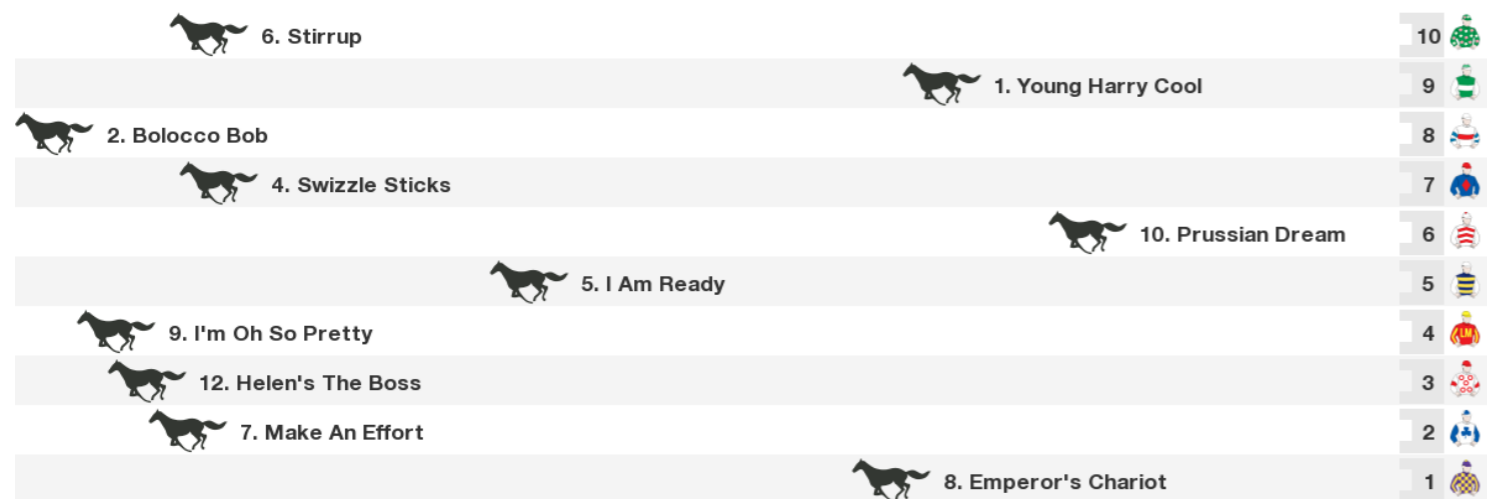 6. Stirrup 10
1. Young Harry Cool 9
2. Bolocco Bob 8
4. Swizzle Sticks 7
10. Prussian Dream 6
5. I Am Ready 5
9. I'm Oh So Pretty 4 LM
12. Helen's The Boss 3
7. Make An Effort 2
8. Emperor's Chariot 1